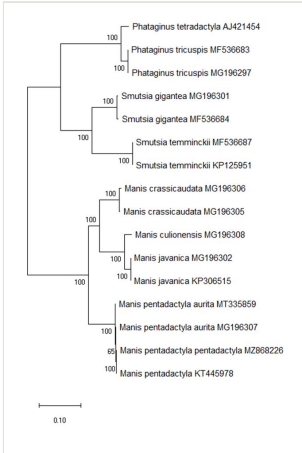 Phataginus tetradactyla AJ421454
100
Phataginus tricuspis MF536683
100
Phataginus tricuspis MG196297
100
Smutsia gigantea MG196301
100
Smutsia gigantea MF536684
100
Smutsia temminckii MF536687
100
Smutsia temminckii KP125951
Manis crassicaudata MG196306
100
Manis crassicaudata MG196305
100
Manis culionensis MG196308
100
Manis javanica MG196302
100
Manis javanica KP306515
100
Manis pentadactyla aurita MT335859
100
Manis pentadactyla aurita MG196307
65
Manis pentadactyla pentadactyla MZ868226
100
Manis pentadactyla KT445978
0.10